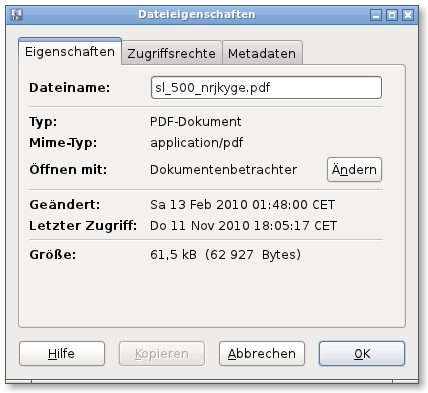 Dateieigenschaften
Eigenschaften Zugriffsrechte Metadaten
Dateiname: sl_500_nrjkyge.pdf
Typ: PDF-Dokument
Mime-Typ: application/pdf
Öffnen mit: Dokumentenbetrachter Ändern
Geändert: Sa 13 Feb 2010 01:48:00 CET
Letzter Zugriff: Do 11 Nov 2010 18:05:17 CET
Größe: 61,5 kB (62 927 Bytes)
Hilfe Kopieren Abbrechen OK